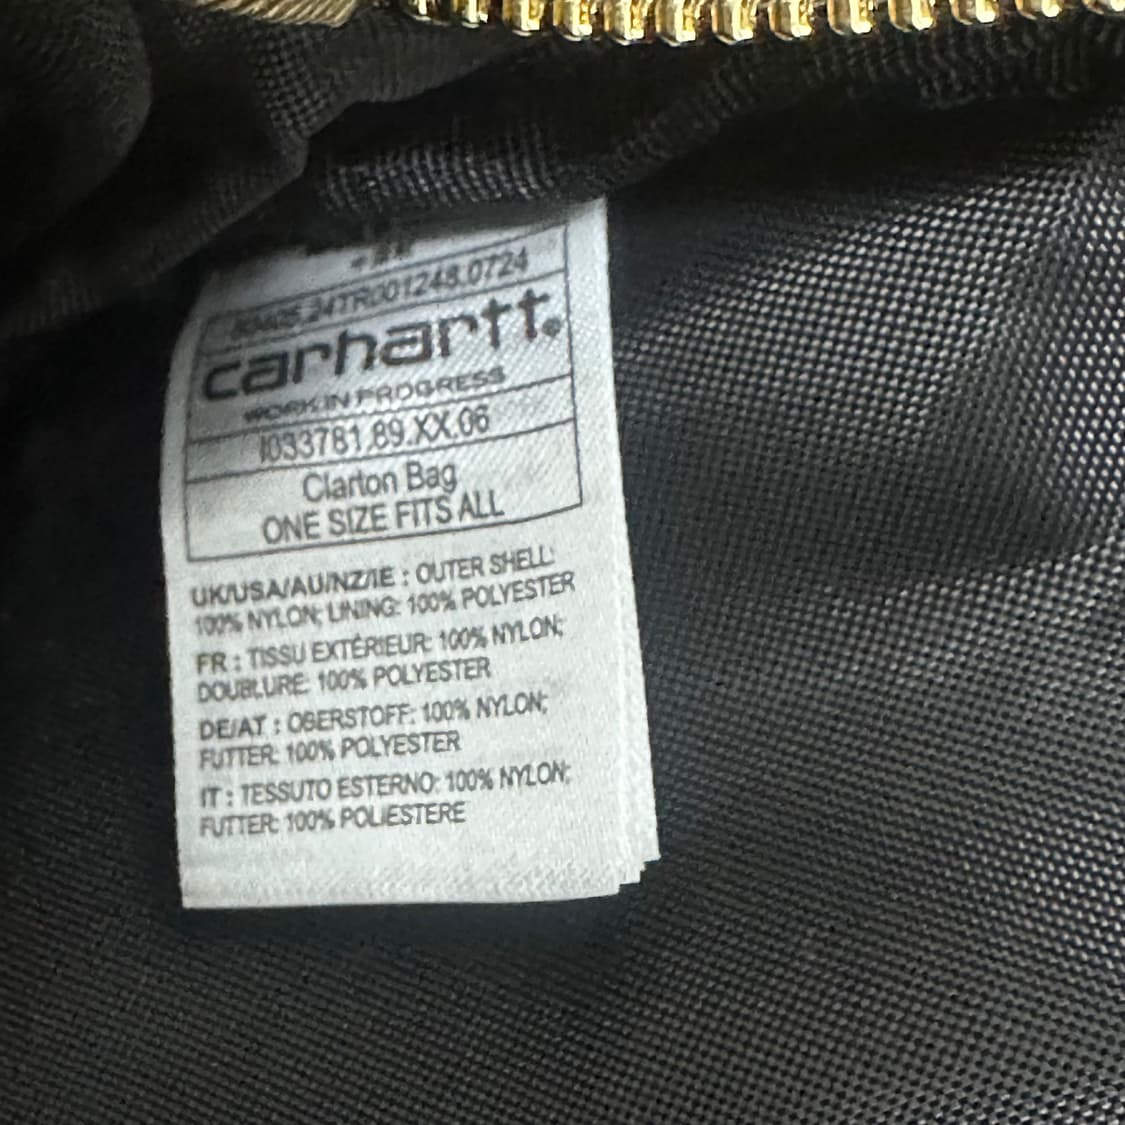 24TR001248.0724
carhartt.
WORK IN PROGRESS
I033781.89.XX.06
Clarton Bag
ONE SIZE FITS ALL
UK/USA/AU/NZ/IE : OUTER SHELL:
100% NYLON; LINING: 100% POLYESTER
FR : TISSU EXTÉRIEUR: 100% NYLON;
DOUBLURE: 100% POLYESTER
DE/AT : OBERSTOFF: 100% NYLON;
FUTTER: 100% POLYESTER
IT : TESSUTO ESTERNO: 100% NYLON;
FUTTER: 100% POLIESTERE